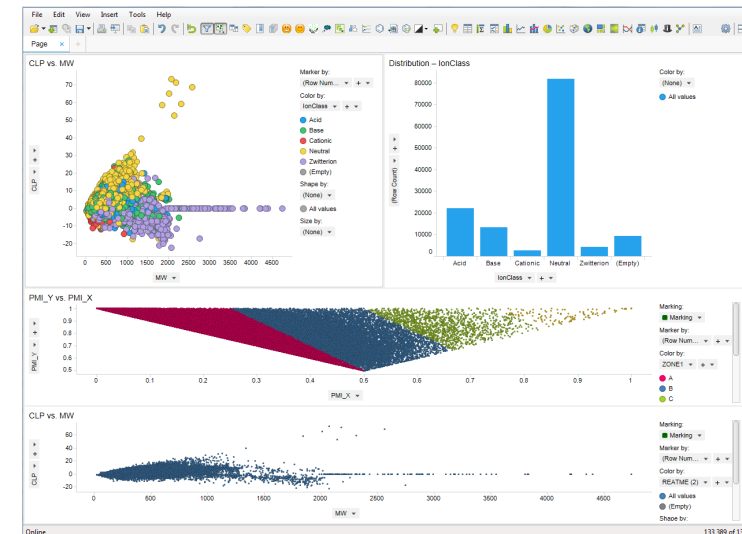 File Edit View Insert Tools Help
Page × +
CLP vs. MW
CLP
70
60
50
40
30
20
10
0
-10
-20
0 500 1000 1500 2000 2500 3000 3500 4000 4500
MW
Marker by:
(Row Num...
Color by:
IonClass
Acid
Base
Cationic
Neutral
Zwitterion
(Empty)
Shape by:
(None)
All values
Size by:
(None)
Distribution – IonClass
(Row Count)
80000
70000
60000
50000
40000
30000
20000
10000
0
Acid Base Cationic Neutral Zwitterion (Empty)
IonClass
Color by:
(None)
All values
PMI_Y vs. PMI_X
PMI_Y
1
0.9
0.8
0.7
0.6
0.5
0 0.1 0.2 0.3 0.4 0.5 0.6 0.7 0.8 0.9 1
PMI_X
Marking:
Marking
Marker by:
(Row Num...
Color by:
ZONE1
A
B
C
CLP vs. MW
CLP
60
40
20
0
-20
0 500 1000 1500 2000 2500 3000 3500 4000 4500
MW
Marking:
Marking
Marker by:
(Row Num...
Color by:
REATME (2)
All values
(Empty)
Shape by:
Online
133 389 of 13